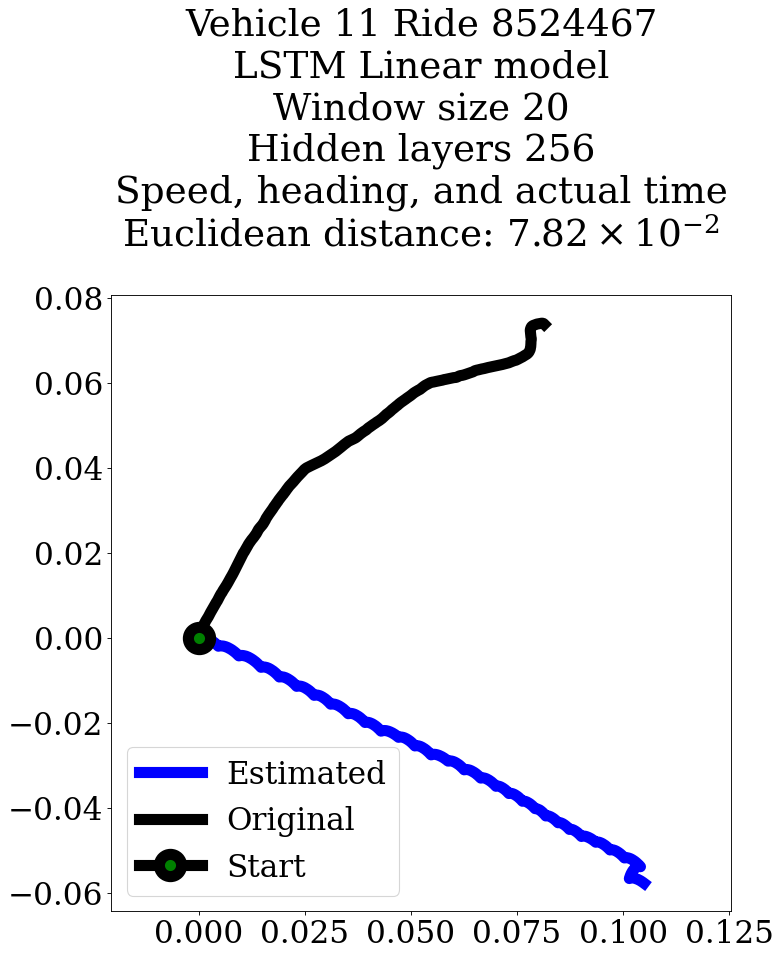 Vehicle 11 Ride 8524467
LSTM Linear model
Window size 20
Hidden layers 256
Speed, heading, and actual time
Euclidean distance: 7.82 × 10⁻²
0.08
0.06
0.04
0.02
0.00
−0.02
−0.04
−0.06
Estimated
Original
Start
0.000 0.025 0.050 0.075 0.100 0.125